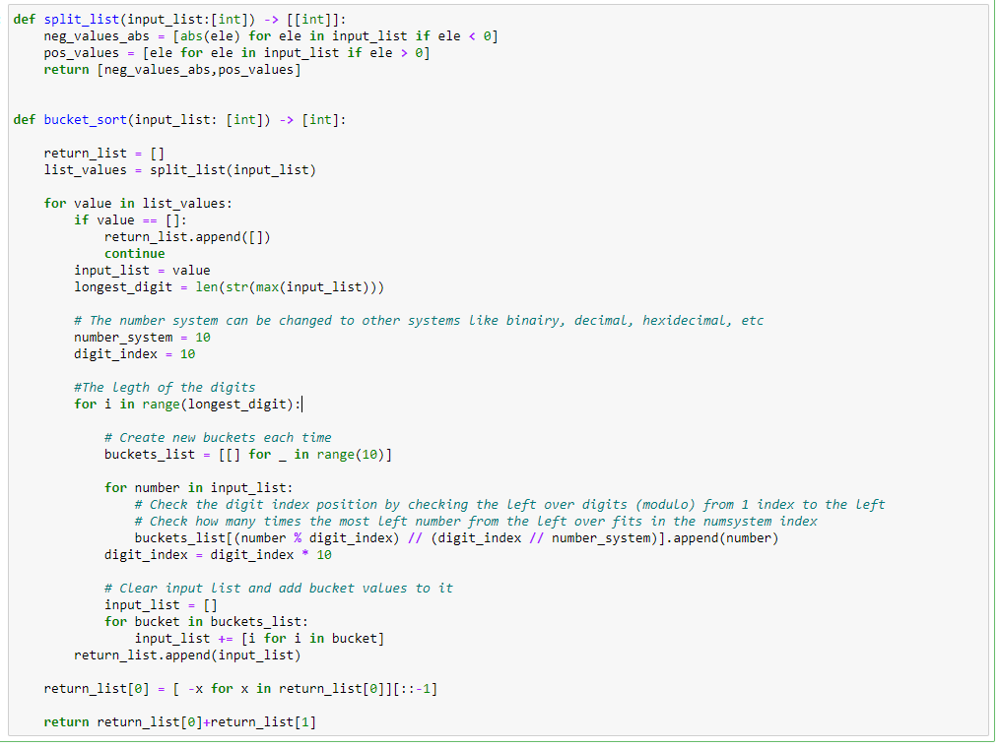 def split_list(input_list:[int]) -> [[int]]:
    neg_values_abs = [abs(ele) for ele in input_list if ele < 0]
    pos_values = [ele for ele in input_list if ele > 0]
    return [neg_values_abs,pos_values]
def bucket_sort(input_list: [int]) -> [int]:
    return_list = []
    list_values = split_list(input_list)
    for value in list_values:
        if value == []:
            return_list.append([])
            continue
        input_list = value
        longest_digit = len(str(max(input_list)))
        # The number system can be changed to other systems like binairy, decimal, hexidecimal, etc
        number_system = 10
        digit_index = 10
        #The legth of the digits
        for i in range(longest_digit):
            # Create new buckets each time
            buckets_list = [[] for _ in range(10)]
            for number in input_list:
                # Check the digit index position by checking the left over digits (modulo) from 1 index to the left
                # Check how many times the most left number from the left over fits in the numsystem index
                buckets_list[(number % digit_index) // (digit_index // number_system)].append(number)
            digit_index = digit_index * 10
            # Clear input list and add bucket values to it
            input_list = []
            for bucket in buckets_list:
                input_list += [i for i in bucket]
        return_list.append(input_list)
    return_list[0] = [ -x for x in return_list[0]][::-1]
    return return_list[0]+return_list[1]